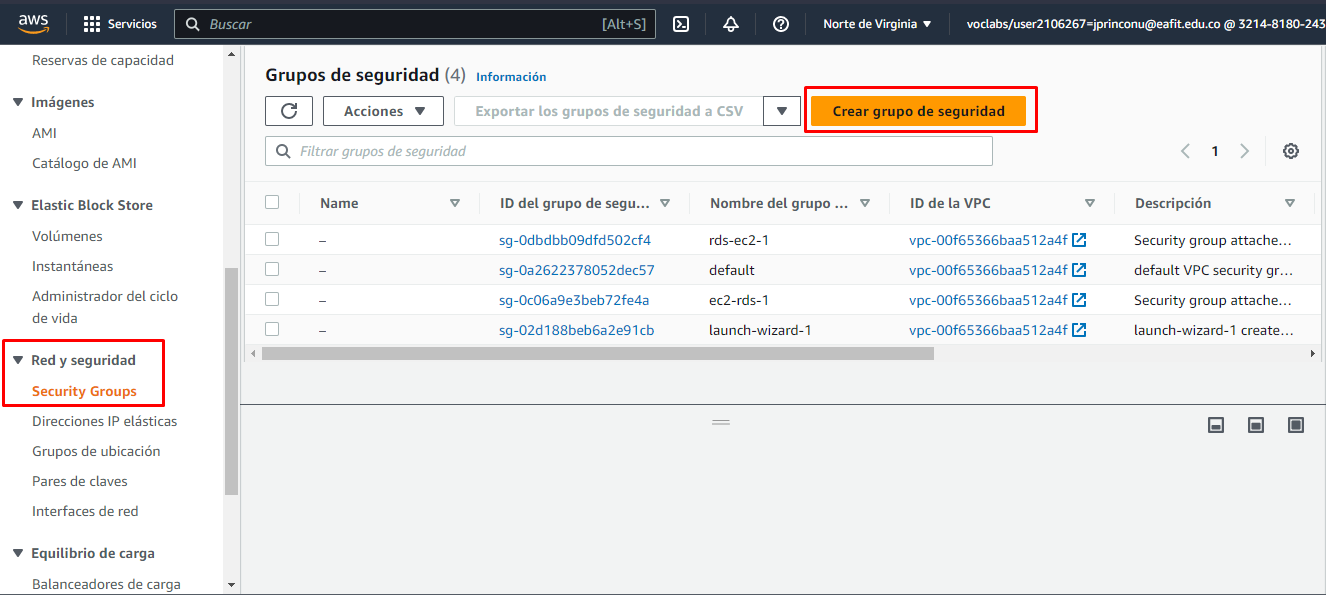 aws
Servicios
Buscar
[Alt+S]
Norte de Virginia
voclabs/user2106267=jprinconu@eafit.edu.co @ 3214-8180-243
Reservas de capacidad
Imágenes
AMI
Catálogo de AMI
Elastic Block Store
Volúmenes
Instantáneas
Administrador del ciclo
de vida
Red y seguridad
Security Groups
Direcciones IP elásticas
Grupos de ubicación
Pares de claves
Interfaces de red
Equilibrio de carga
Balanceadores de carga
Grupos de seguridad (4) Información
Acciones
Exportar los grupos de seguridad a CSV
Crear grupo de seguridad
Filtrar grupos de seguridad
1
Name ID del grupo de segu... Nombre del grupo ... ID de la VPC Descripción
– sg-0dbdbb09dfd502cf4 rds-ec2-1 vpc-00f65366baa512a4f Security group attache...
– sg-0a2622378052dec57 default vpc-00f65366baa512a4f default VPC security gr...
– sg-0c06a9e3beb72fe4a ec2-rds-1 vpc-00f65366baa512a4f Security group attache...
– sg-02d188beb6a2e91cb launch-wizard-1 vpc-00f65366baa512a4f launch-wizard-1 create...